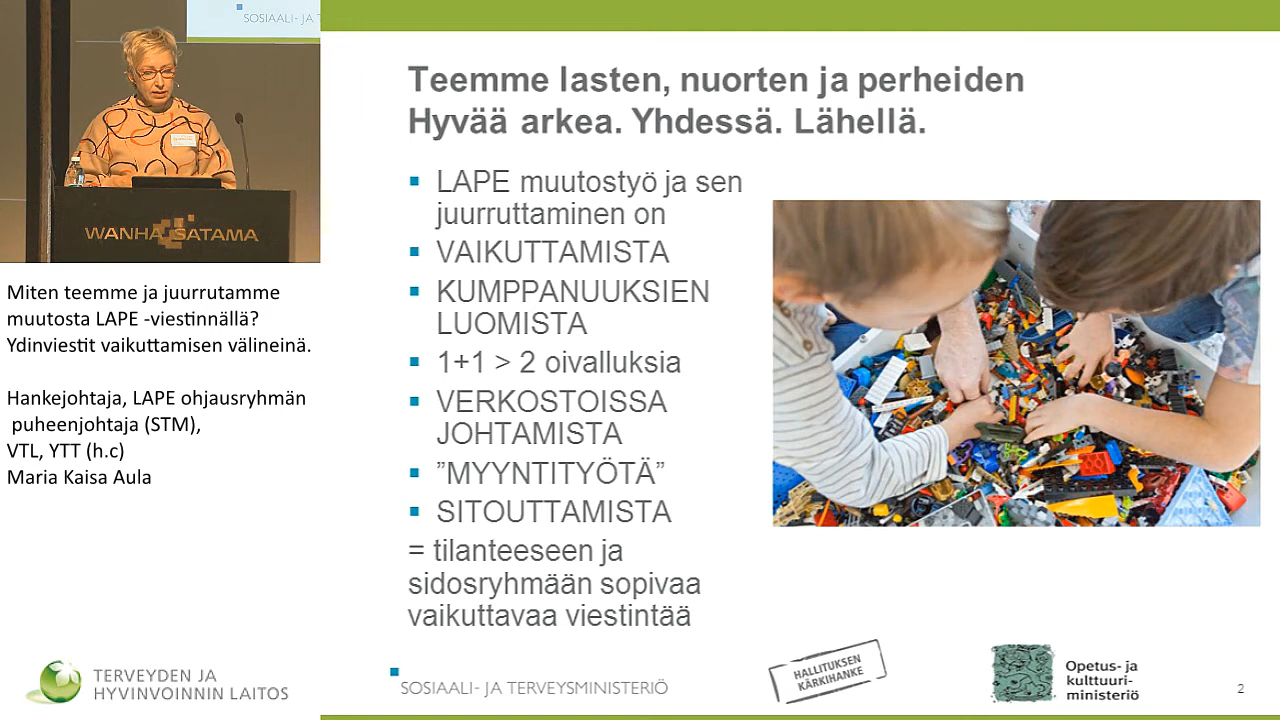 SOSIAALI- JA T
WANHA SATAMA
Miten teemme ja juurrutamme
muutosta LAPE -viestinnällä?
Ydinviestit vaikuttamisen välineinä.
Hankejohtaja, LAPE ohjausryhmän
puheenjohtaja (STM),
VTL, YTT (h.c)
Maria Kaisa Aula
Teemme lasten, nuorten ja perheiden
Hyvää arkea. Yhdessä. Lähellä.
LAPE muutostyö ja sen
juurruttaminen on
VAIKUTTAMISTA
KUMPPANUUKSIEN
LUOMISTA
1+1 > 2 oivalluksia
VERKOSTOISSA
JOHTAMISTA
”MYYNTITYÖTÄ”
SITOUTTAMISTA
= tilanteeseen ja
sidosryhmään sopivaa
vaikuttavaa viestintää
TERVEYDEN JA
HYVINVOINNIN LAITOS
SOSIAALI- JA TERVEYSMINISTERIÖ
HALLITUKSEN
KÄRKIHANKE
Opetus- ja
kulttuuri-
ministeriö
2